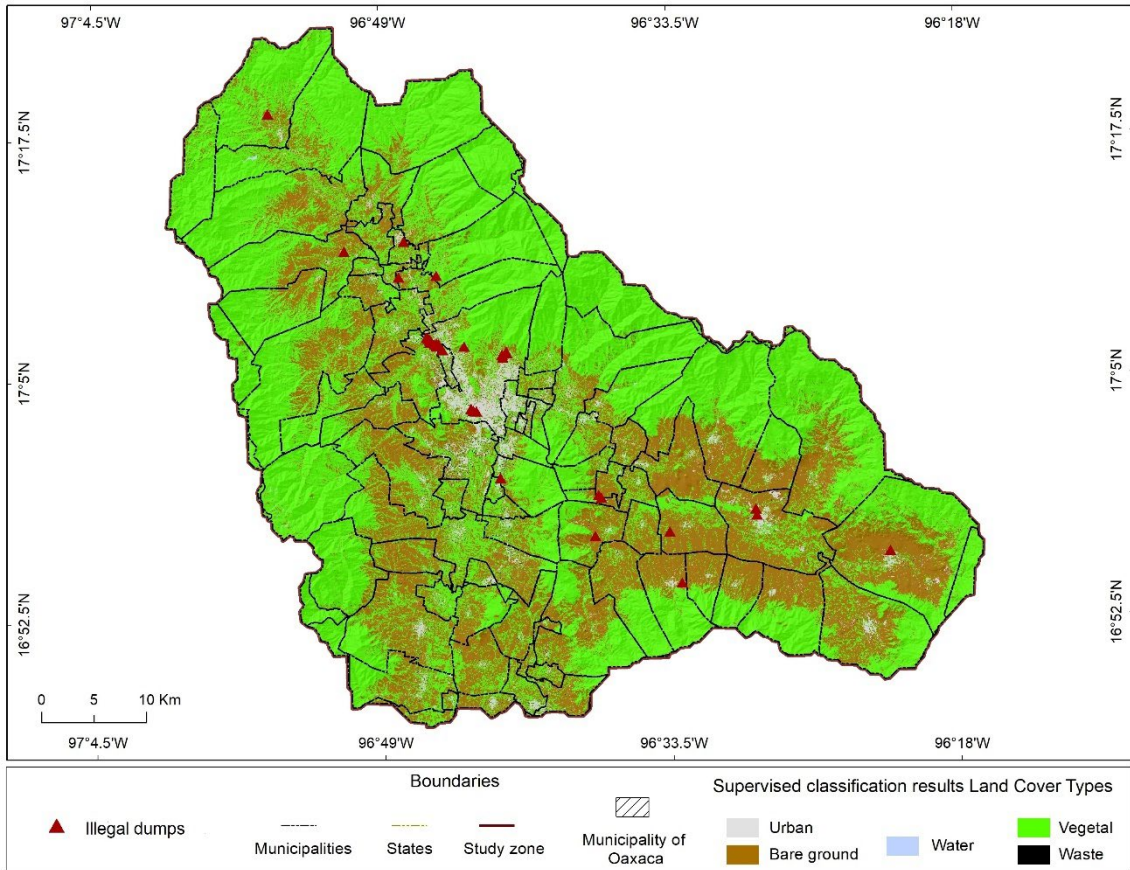 97°4.5'W 96°49'W 96°33.5'W 96°18'W
17°17.5'N 17°17.5'N
17°5'N 17°5'N
16°52.5'N 16°52.5'N
0 5 10 Km
97°4.5'W 96°49'W 96°33.5'W 96°18'W
Boundaries
Supervised classification results Land Cover Types
Illegal dumps
Municipalities
States
Study zone
Municipality of
Oaxaca
Urban
Bare ground
Water
Vegetal
Waste